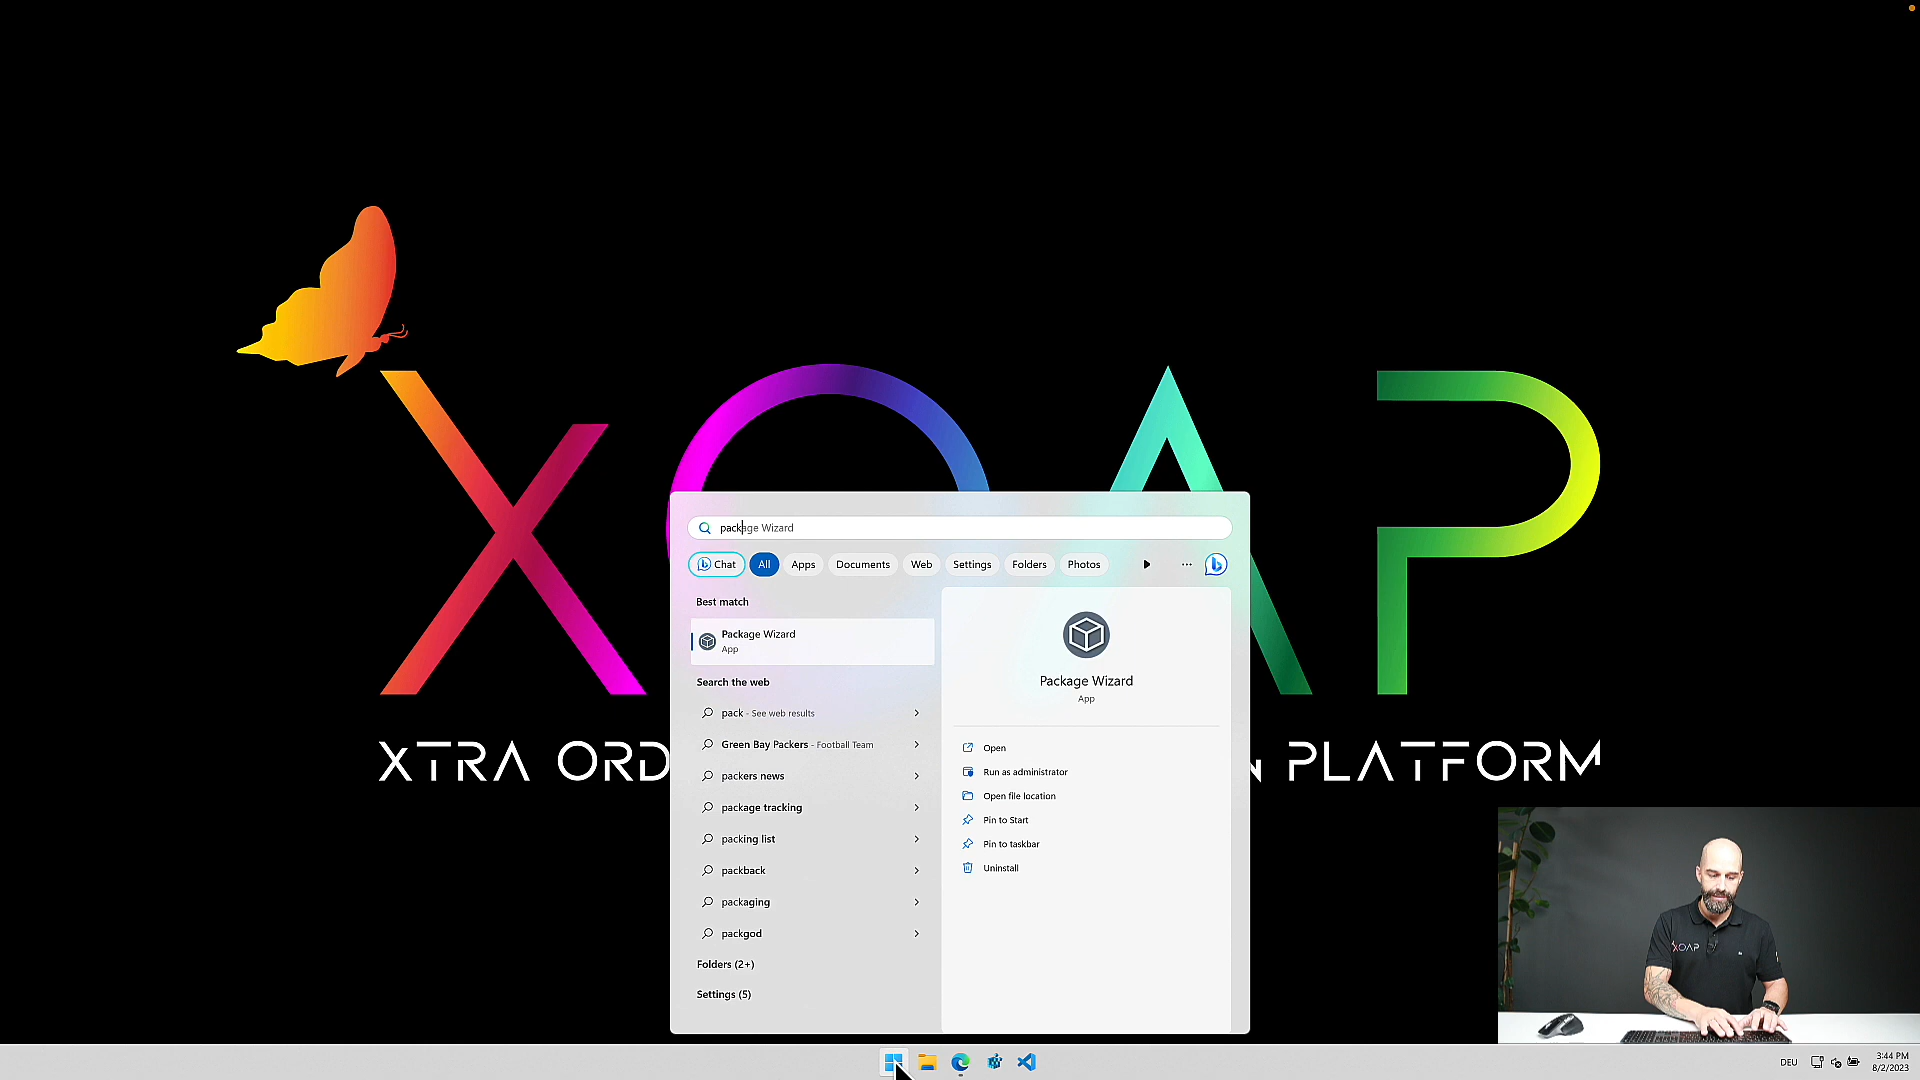 XOAP
XTRA ORD
N PLATFORM
package Wizard
Chat
All
Apps
Documents
Web
Settings
Folders
Photos
Best match
Package Wizard
App
Search the web
pack - See web results
Green Bay Packers - Football Team
packers news
package tracking
packing list
packback
packaging
packgod
Folders (2+)
Settings (5)
Package Wizard
App
Open
Run as administrator
Open file location
Pin to Start
Pin to taskbar
Uninstall
XOAP
DEU
3:44 PM
8/2/2023